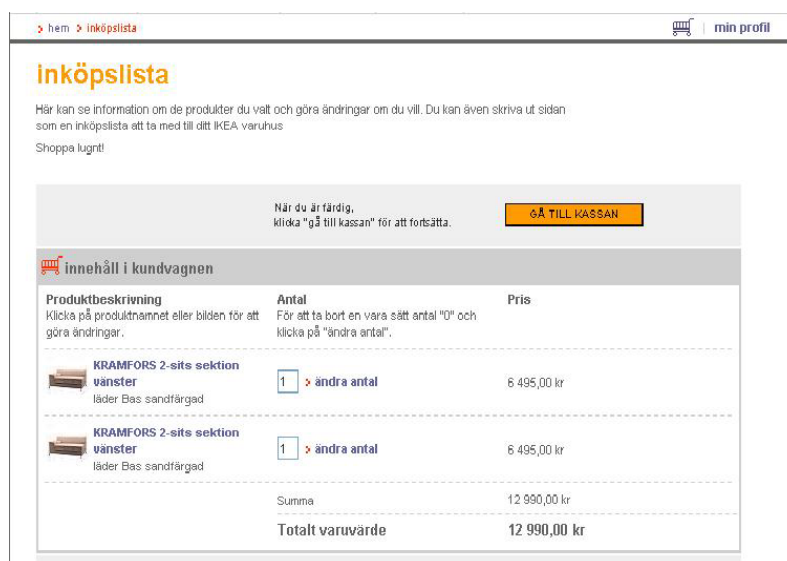 hem inköpslista
min profil
inköpslista
Här kan se information om de produkter du valt och göra ändringar om du vill. Du kan även skriva ut sidan
som en inköpslista att ta med till ditt IKEA varuhus
Shoppa lugnt!
När du är färdig,
klicka "gå till kassan" för att fortsätta.
GÅ TILL KASSAN
innehåll i kundvagnen
Produktbeskrivning
Klicka på produktnamnet eller bilden för att
göra ändringar.
Antal
För att ta bort en vara sätt antal "0" och
klicka på "ändra antal".
Pris
KRAMFORS 2-sits sektion
vänster
läder Bas sandfärgad
1 ändra antal
6 495,00 kr
KRAMFORS 2-sits sektion
vänster
läder Bas sandfärgad
1 ändra antal
6 495,00 kr
Summa 12 990,00 kr
Totalt varuvärde 12 990,00 kr